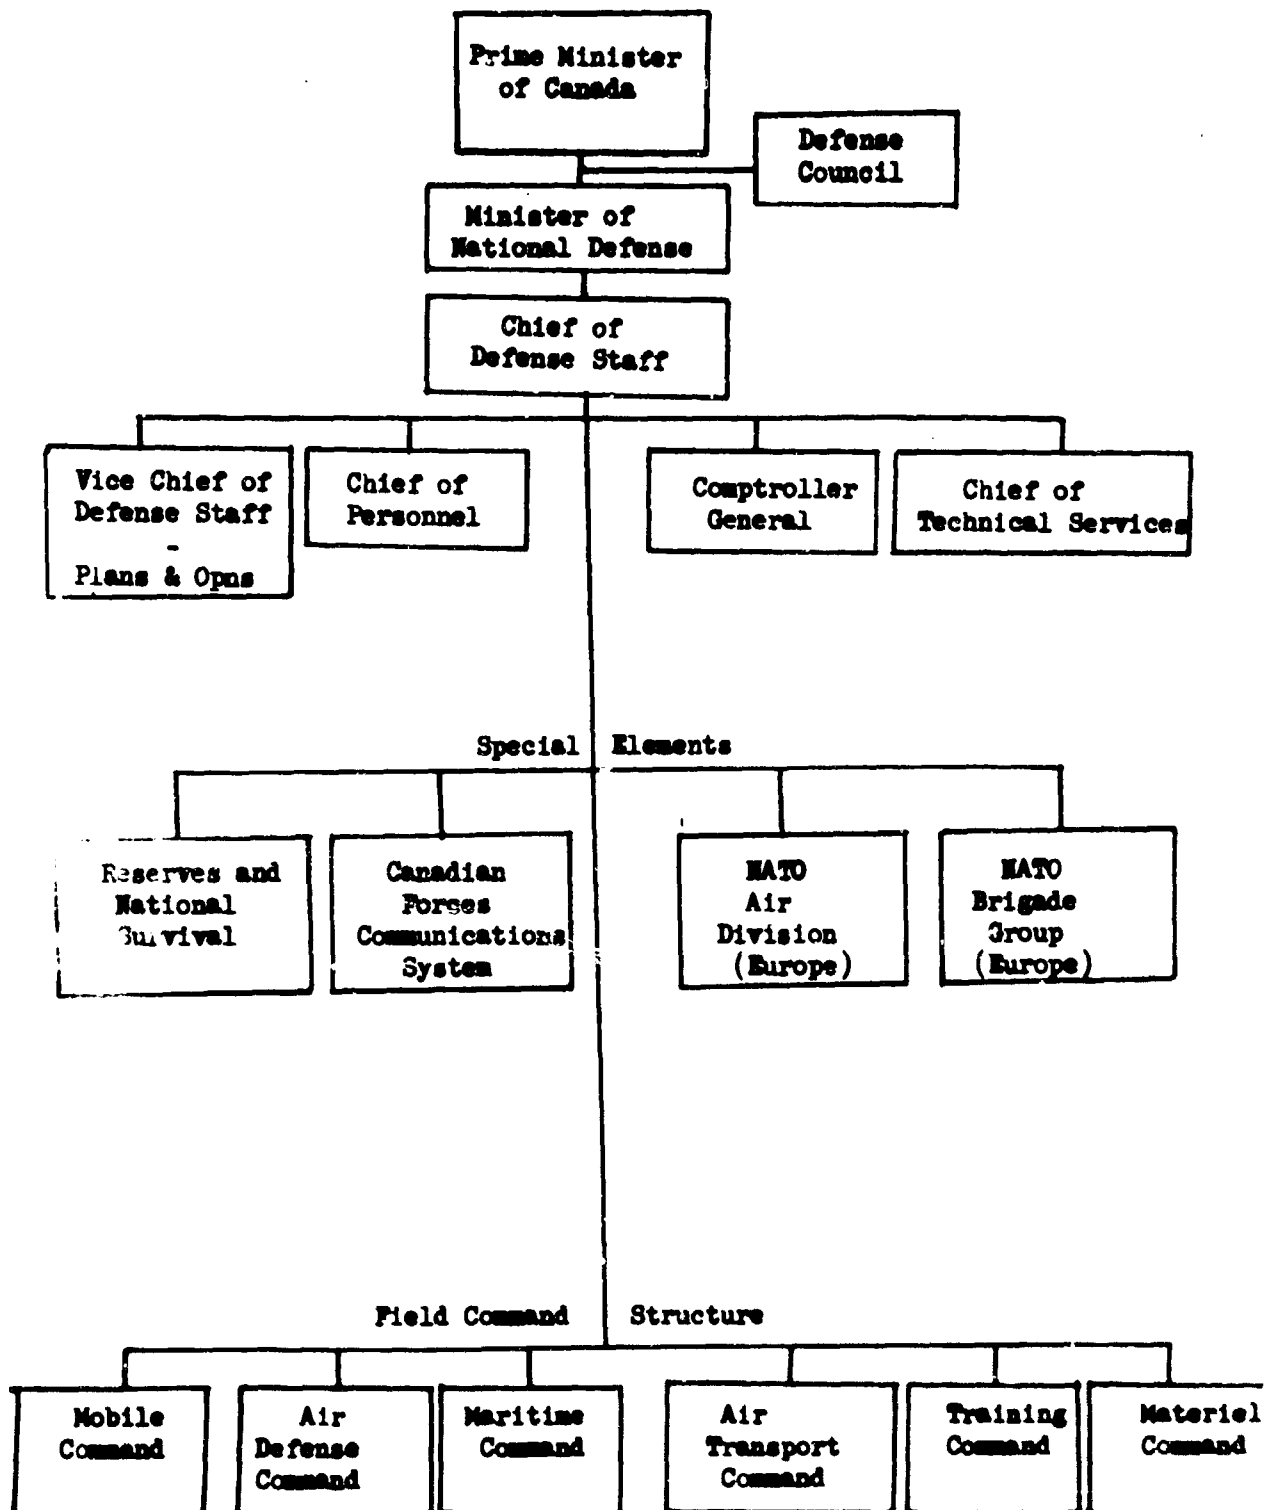 Prime Minister
of Canada
Defense
Council
Minister of
National Defense
Chief of
Defense Staff
Vice Chief of
Defense Staff
-
Plans & Opns
Chief of
Personnel
Comptroller
General
Chief of
Technical Services
Special Elements
Reserves and
National
Survival
Canadian
Forces
Communications
System
NATO
Air
Division
(Europe)
NATO
Brigade
Group
(Europe)
Field Command Structure
Mobile
Command
Air
Defense
Command
Maritime
Command
Air
Transport
Command
Training
Command
Materiel
Command